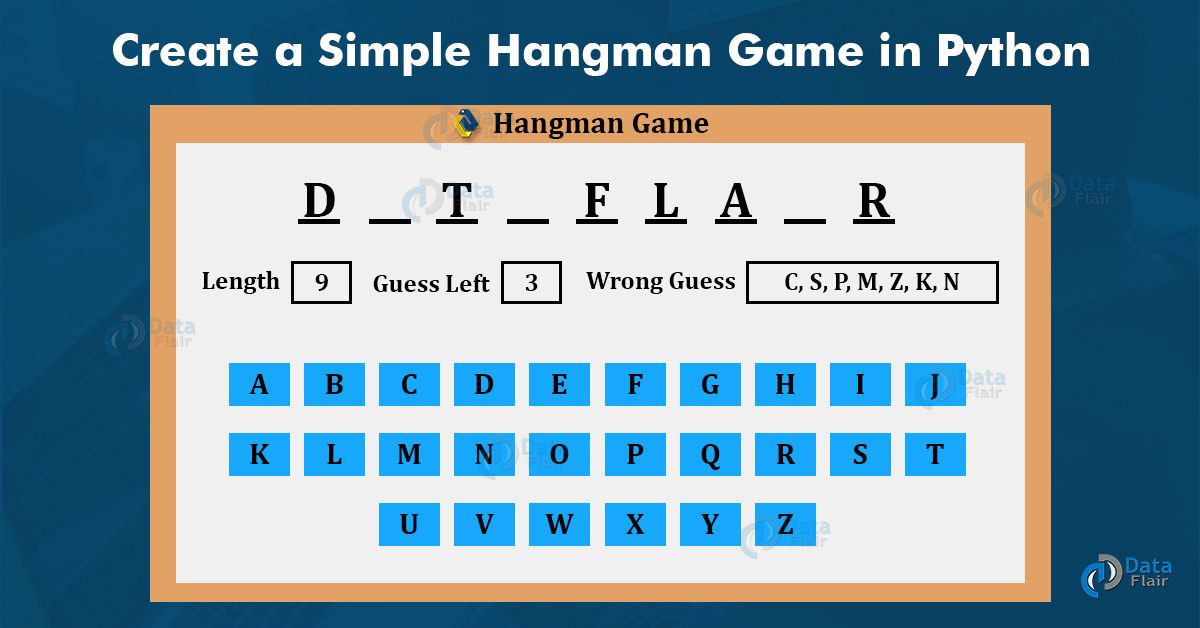 Create a Simple Hangman Game in Python
Hangman Game
D _ T _ F L A _ R
Length 9 Guess Left 3 Wrong Guess C, S, P, M, Z, K, N
A B C D E F G H I J
K L M N O P Q R S T
U V W X Y Z
Data
Flair